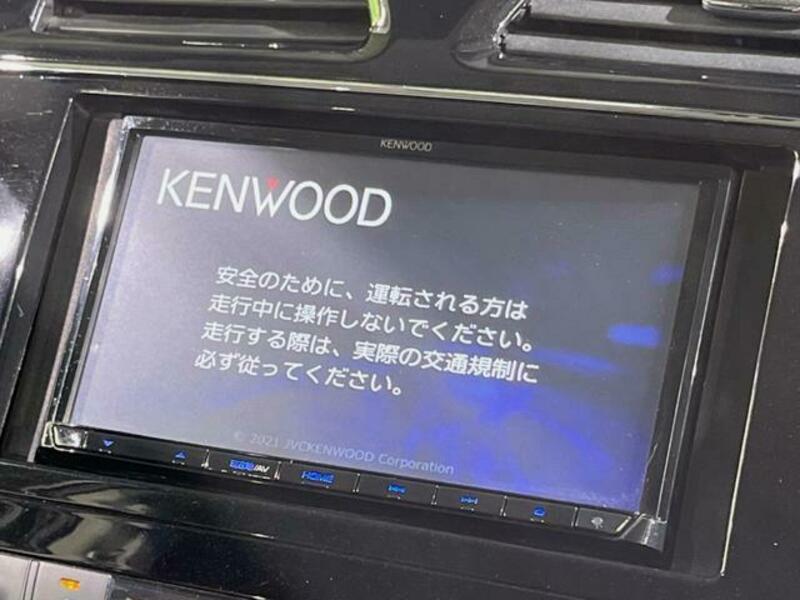 KENWOOD
KENWOOD
安全のために、運転される方は
走行中に操作しないでください。
走行する際は、実際の交通規制に
必ず従ってください。
© 2021 JVCKENWOOD Corporation
HOME